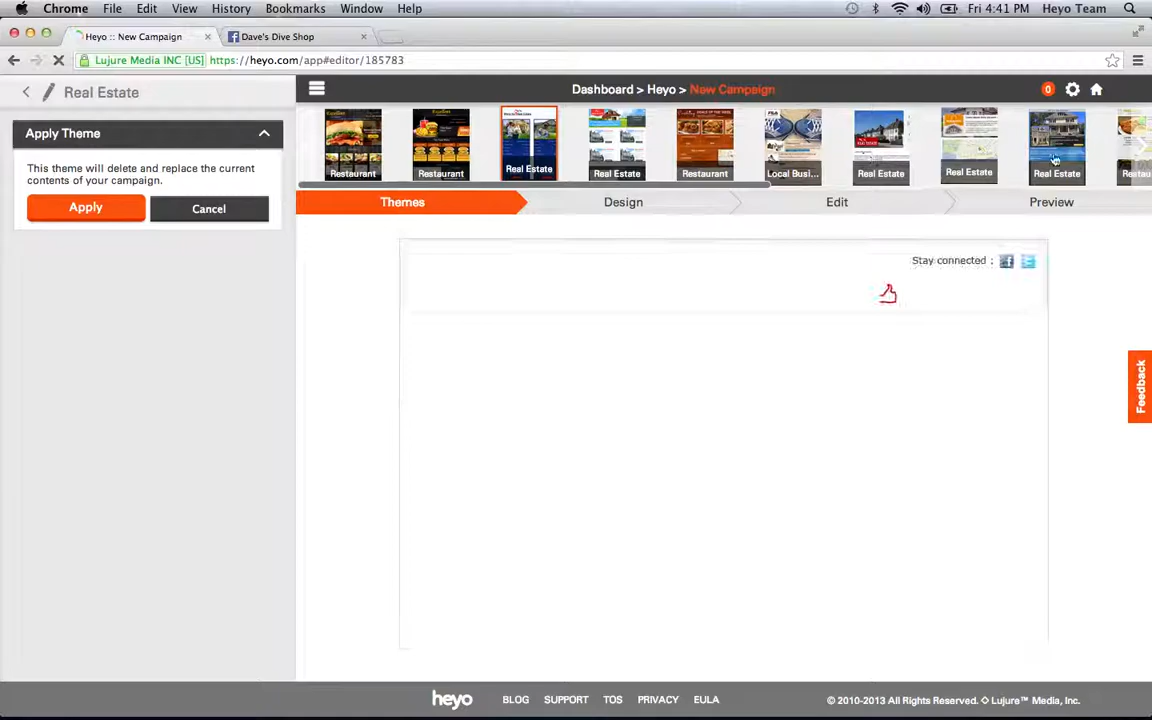 Chrome File Edit View History Bookmarks Window Help Fri 4:41 PM Heyo Team
Heyo :: New Campaign Dave's Dive Shop
Lujure Media INC [US] https://heyo.com/app#editor/185783
Real Estate
Dashboard > Heyo > New Campaign 0
Apply Theme
This theme will delete and replace the current
contents of your campaign.
Apply Cancel
Restaurant Restaurant Real Estate Real Estate Restaurant Local Busi... Real Estate Real Estate Real Estate Restau
Themes Design Edit Preview
Stay connected :
Feedback
heyo BLOG SUPPORT TOS PRIVACY EULA © 2010-2013 All Rights Reserved. ◇ Lujure™ Media, Inc.